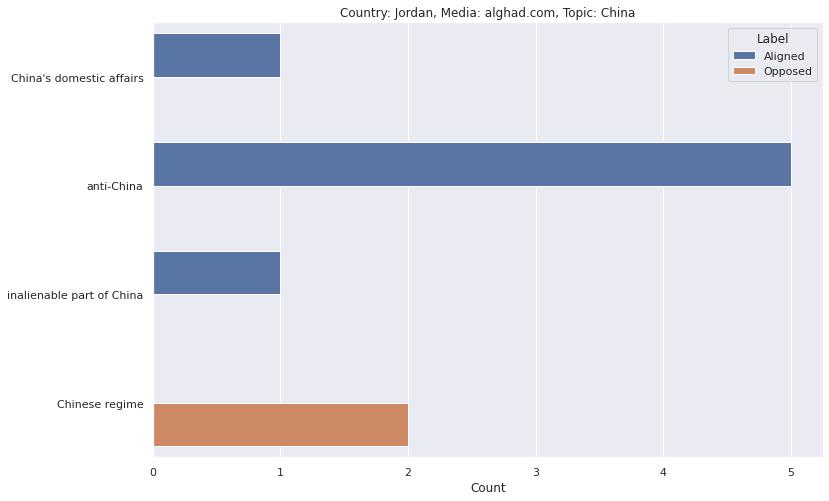 Country: Jordan, Media: alghad.com, Topic: China
Label
Aligned
Opposed
China's domestic affairs
anti-China
inalienable part of China
Chinese regime
0 1 2 3 4 5
Count